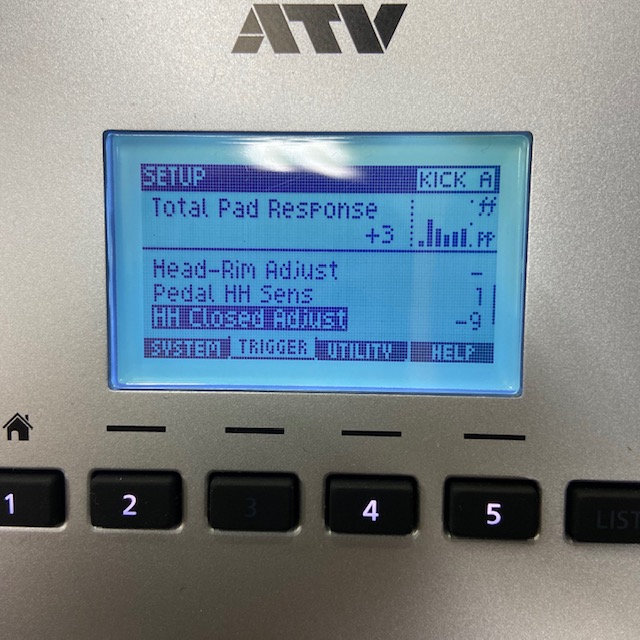 ATV
SETUP KICK A
Total Pad Response ff
+3 pp
Head-Rim Adjust -
Pedal HH Sens 1
HH Closed Adjust -9
SYSTEM TRIGGER UTILITY HELP
1 2 3 4 5 LIST